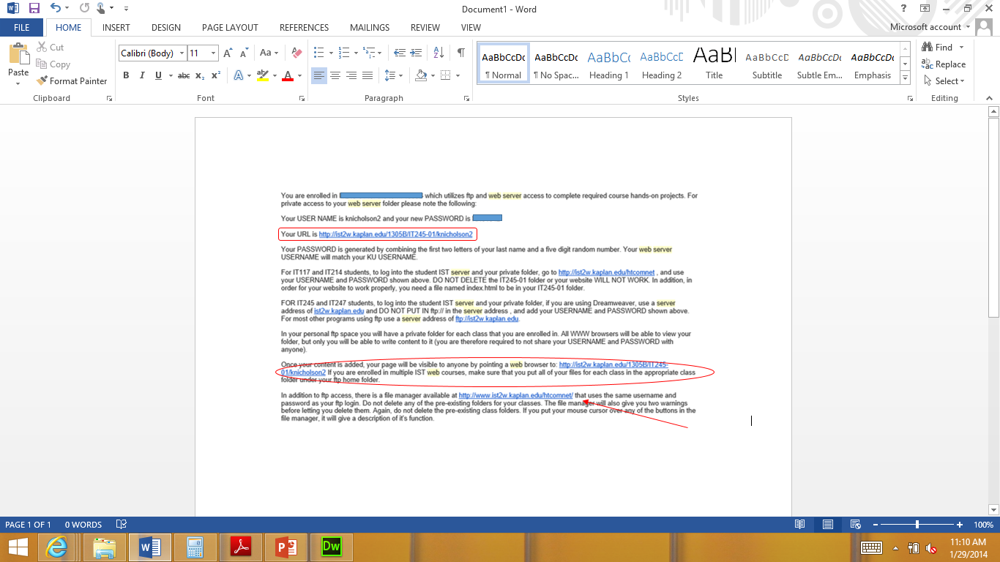 Document1 - Word
?
FILE HOME INSERT DESIGN PAGE LAYOUT REFERENCES MAILINGS REVIEW VIEW Microsoft account
Cut
Copy
Paste
Format Painter
Clipboard
Calibri (Body) 11 Aa
B I U abc x2 x2 A ab A
Font
Paragraph
AaBbCcDc AaBbCcDc AaBbCc AaBbCcD AaBl AaBbCcD AaBbCcDc AaBbCcDc
¶ Normal ¶ No Spac... Heading 1 Heading 2 Title Subtitle Subtle Em... Emphasis
Styles
Find
Replace
Select
Editing
You are enrolled in which utilizes ftp and web server access to complete required course hands-on projects. For
private access to your web server folder please note the following:
Your USER NAME is knicholson2 and your new PASSWORD is
Your URL is http://ist2w.kaplan.edu/1305B/IT245-01/knicholson2
Your PASSWORD is generated by combining the first two letters of your last name and a five digit random number. Your web server
USERNAME will match your KU USERNAME.
For IT117 and IT214 students, to log into the student IST server and your private folder, go to http://ist2w.kaplan.edu/htcomnet , and use
your USERNAME and PASSWORD shown above. DO NOT DELETE the IT245-01 folder or your website WILL NOT WORK. In addition, in
order for your website to work properly, you need a file named index.html to be in your IT245-01 folder.
FOR IT245 and IT247 students, to log into the student IST server and your private folder, if you are using Dreamweaver, use a server
address of ist2w.kaplan.edu and DO NOT PUT IN ftp:// in the server address , and add your USERNAME and PASSWORD shown above.
For most other programs using ftp use a server address of ftp://ist2w.kaplan.edu.
In your personal ftp space you will have a private folder for each class that you are enrolled in. All WWW browsers will be able to view your
folder, but only you will be able to write content to it (you are therefore required to not share your USERNAME and PASSWORD with
anyone).
Once your content is added, your page will be visible to anyone by pointing a web browser to: http://ist2w.kaplan.edu/1305B/IT245-
01/knicholson2 If you are enrolled in multiple IST web courses, make sure that you put all of your files for each class in the appropriate class
folder under your ftp home folder.
In addition to ftp access, there is a file manager available at http://www.ist2w.kaplan.edu/htcomnet/ that uses the same username and
password as your ftp login. Do not delete any of the pre-existing folders for your classes. The file manager will also give you two warnings
before letting you delete them. Again, do not delete the pre-existing class folders. If you put your mouse cursor over any of the buttons in the
file manager, it will give a description of it's function.
PAGE 1 OF 1 0 WORDS 100%
Dw
11:10 AM
1/29/2014